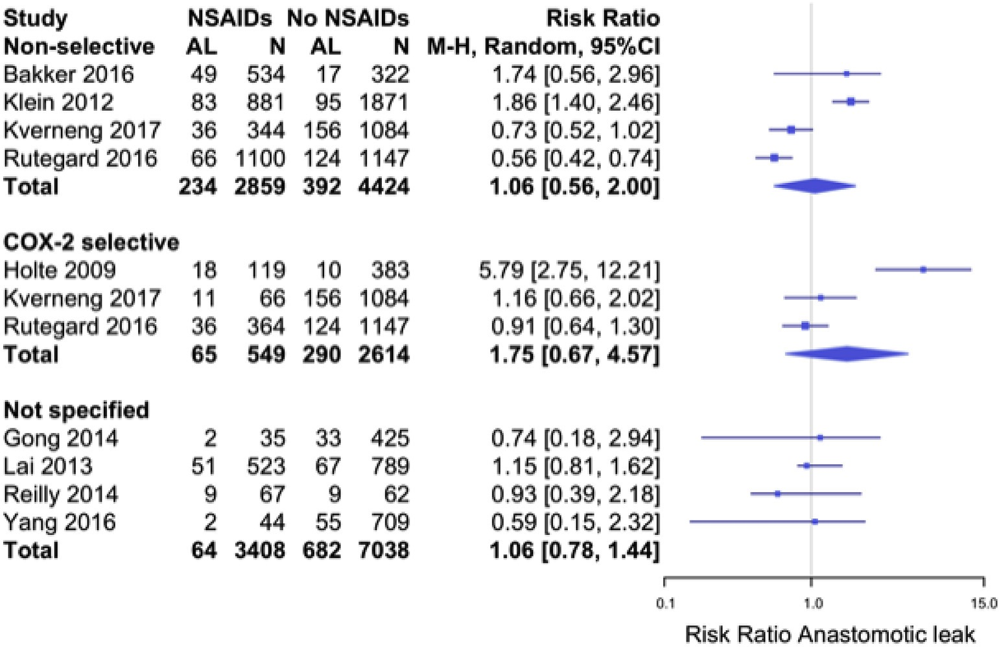 Study NSAIDs No NSAIDs Risk Ratio
Non-selective AL N AL N M-H, Random, 95%CI
Bakker 2016 49 534 17 322 1.74 [0.56, 2.96]
Klein 2012 83 881 95 1871 1.86 [1.40, 2.46]
Kverneng 2017 36 344 156 1084 0.73 [0.52, 1.02]
Rutegard 2016 66 1100 124 1147 0.56 [0.42, 0.74]
Total 234 2859 392 4424 1.06 [0.56, 2.00]
COX-2 selective
Holte 2009 18 119 10 383 5.79 [2.75, 12.21]
Kverneng 2017 11 66 156 1084 1.16 [0.66, 2.02]
Rutegard 2016 36 364 124 1147 0.91 [0.64, 1.30]
Total 65 549 290 2614 1.75 [0.67, 4.57]
Not specified
Gong 2014 2 35 33 425 0.74 [0.18, 2.94]
Lai 2013 51 523 67 789 1.15 [0.81, 1.62]
Reilly 2014 9 67 9 62 0.93 [0.39, 2.18]
Yang 2016 2 44 55 709 0.59 [0.15, 2.32]
Total 64 3408 682 7038 1.06 [0.78, 1.44]
0.1 1.0 15.0
Risk Ratio Anastomotic leak